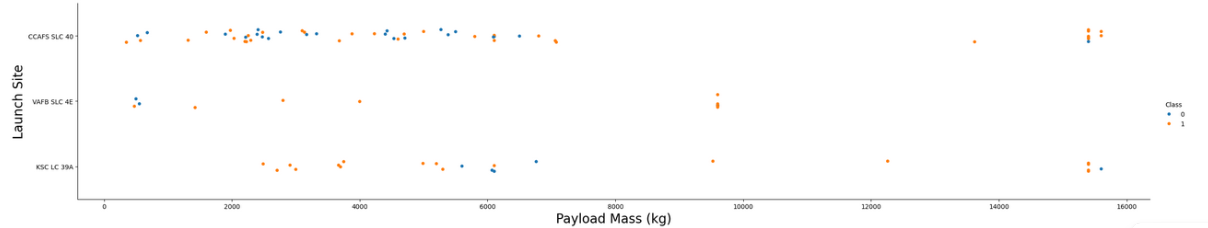 CCAFS SLC 40
VAFB SLC 4E
KSC LC 39A
Launch Site
0 2000 4000 6000 8000 10000 12000 14000 16000
Payload Mass (kg)
Class
0
1